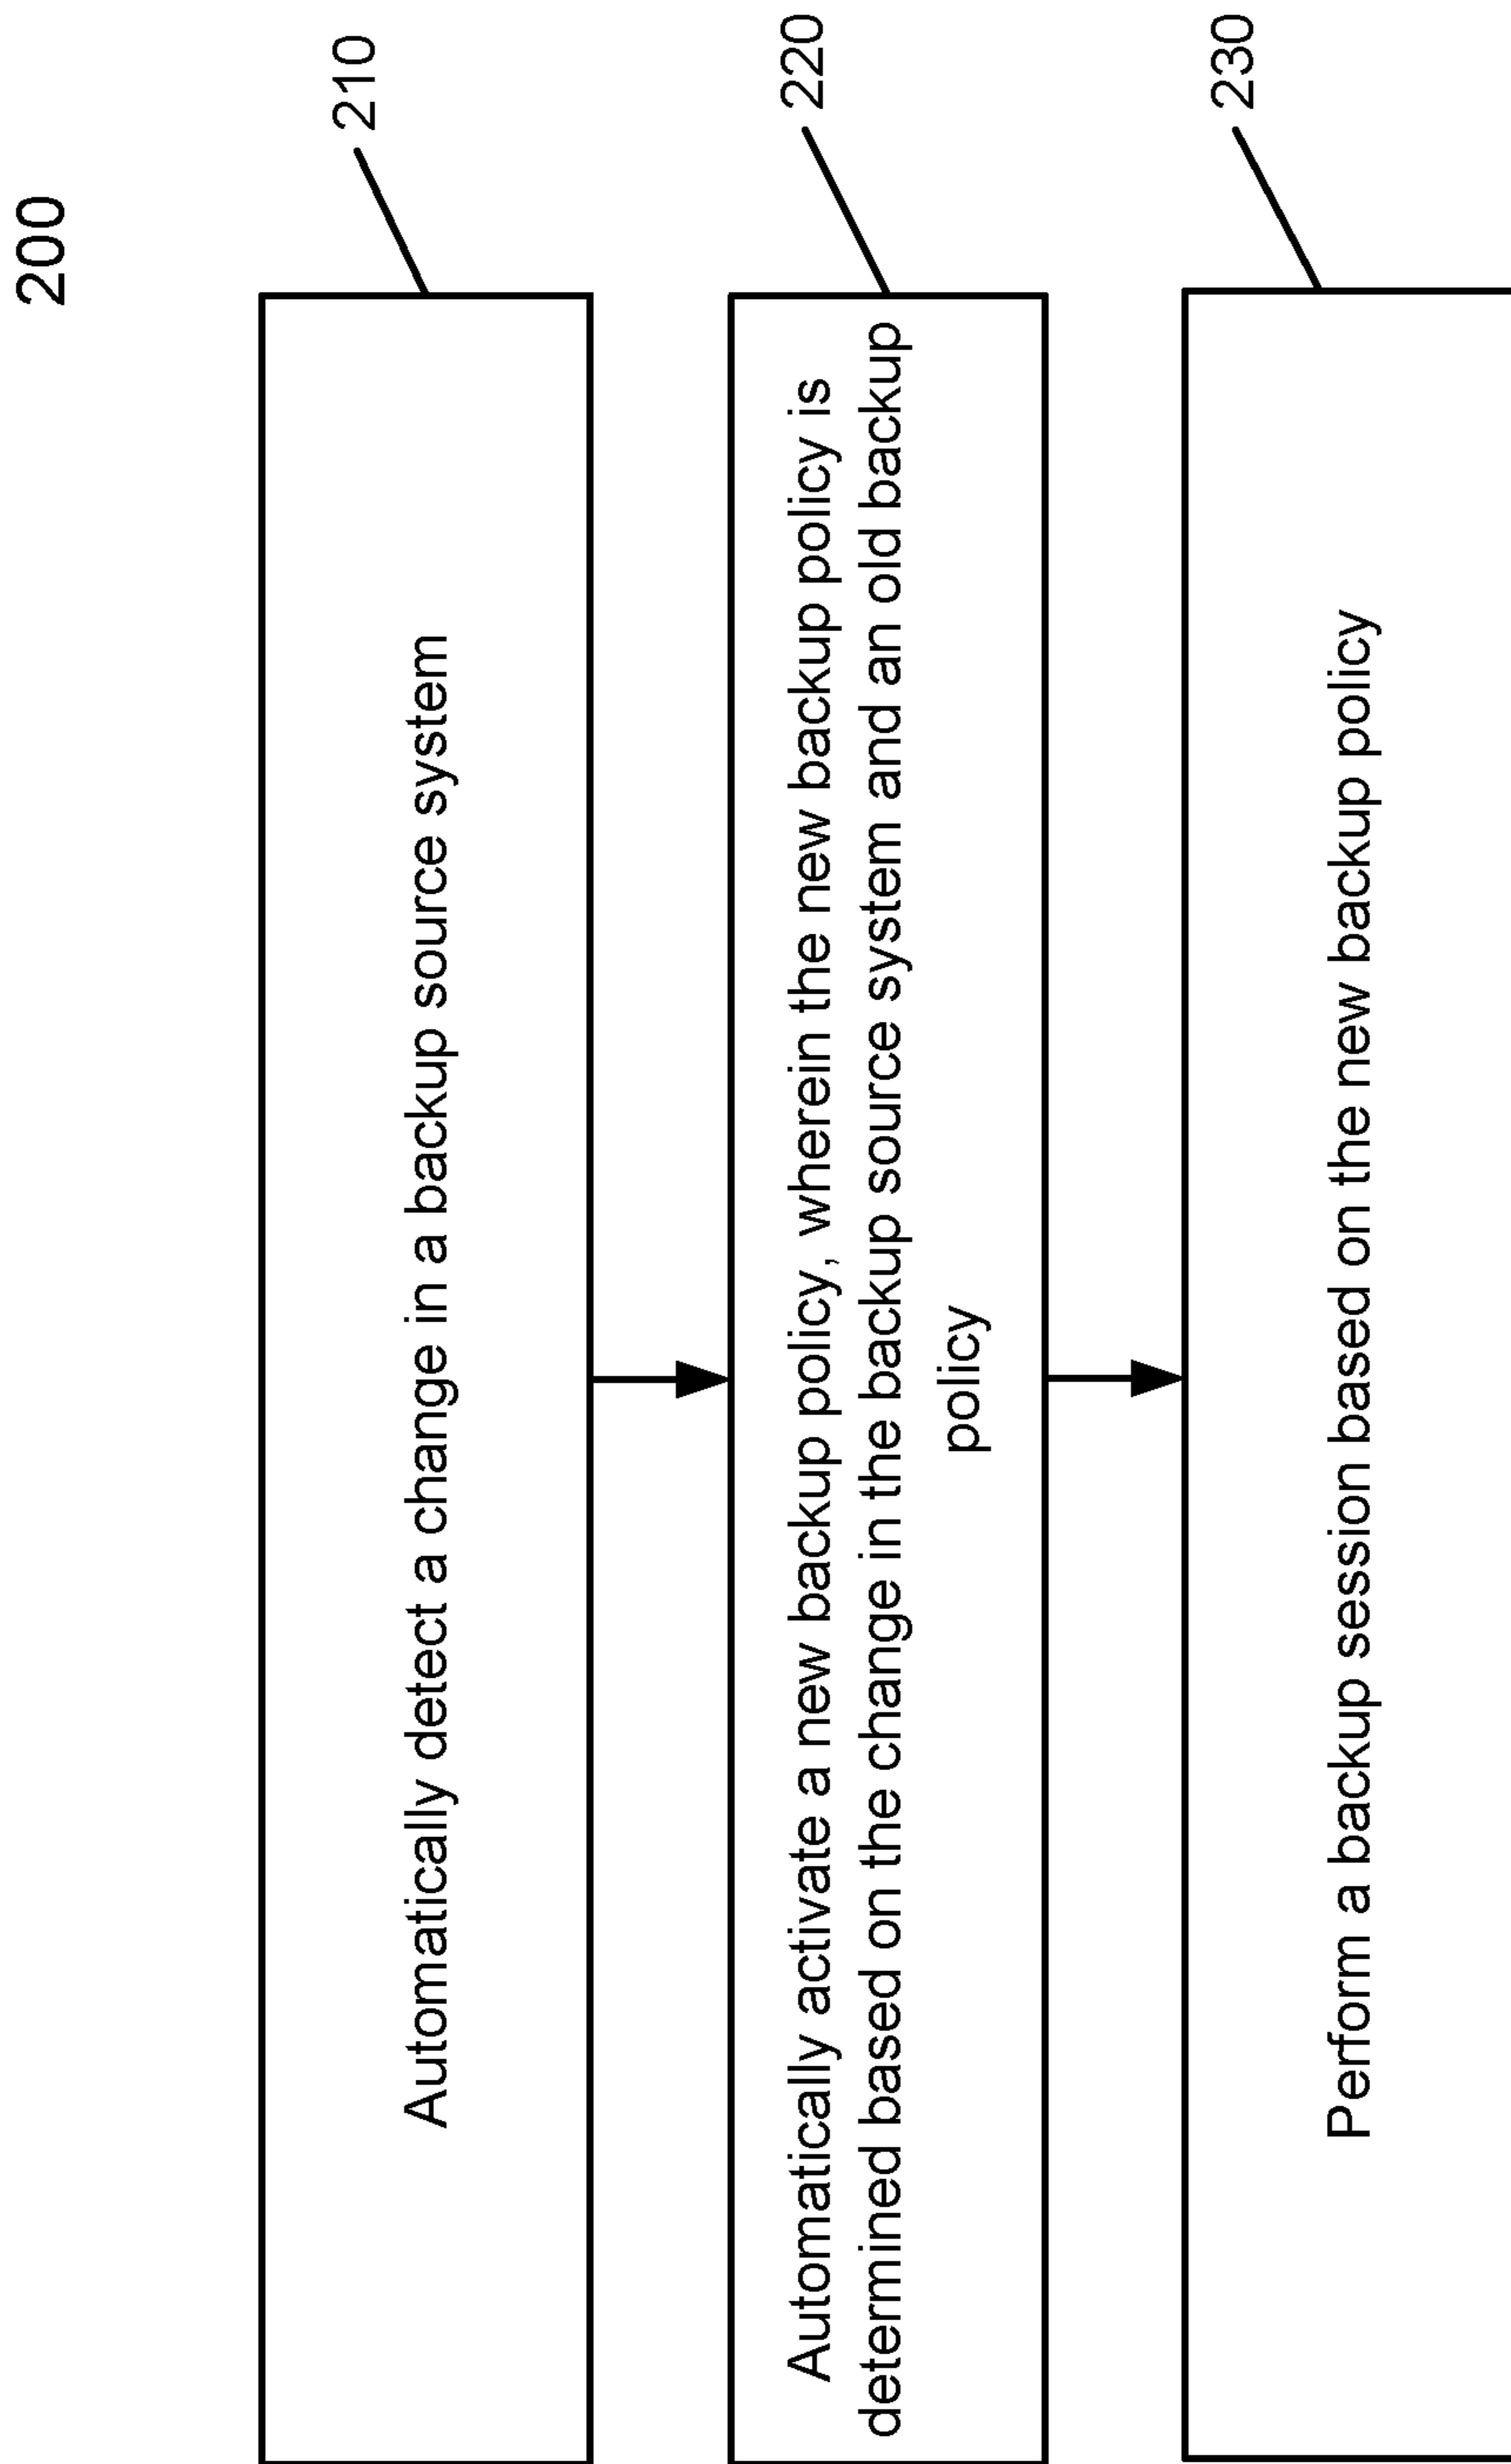 200
210
Automatically detect a change in a backup source system
220
Automatically activate a new backup policy, wherein the new backup policy is
determined based on the change in the backup source system and an old backup
policy
230
Perform a backup session based on the new backup policy